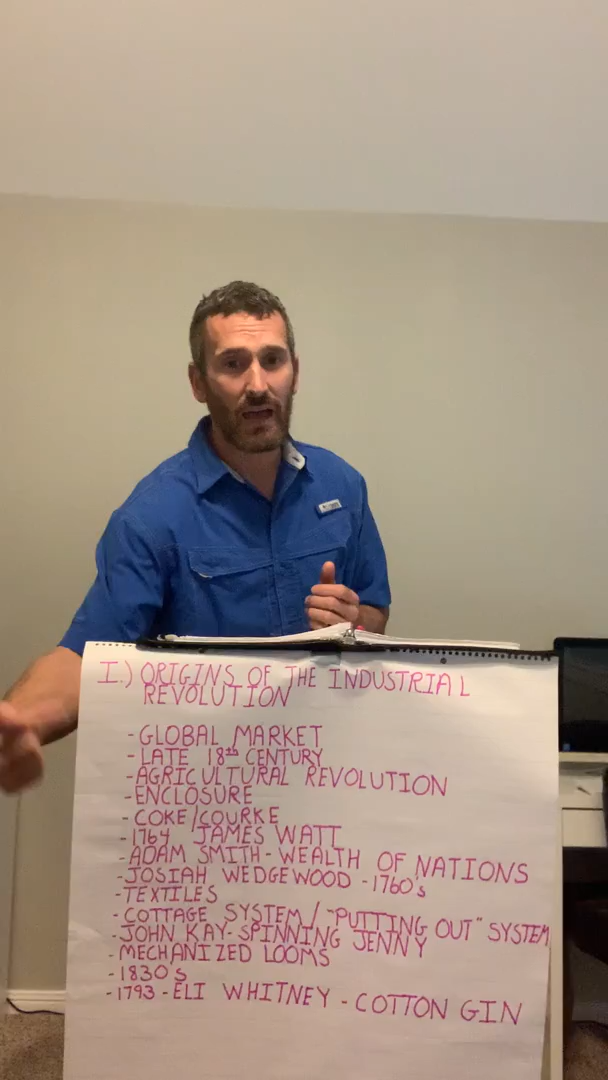 I.) ORIGINS OF THE INDUSTRIAL
REVOLUTION
- GLOBAL MARKET
- LATE 18th CENTURY
- AGRICULTURAL REVOLUTION
- ENCLOSURE
- COKE/COURKE
- 1764 JAMES WATT
- ADAM SMITH - WEALTH OF NATIONS
- JOSIAH WEDGEWOOD - 1760's
- TEXTILES
- COTTAGE SYSTEM / "PUTTING OUT" SYSTEM
- JOHN KAY - SPINNING JENNY
- MECHANIZED LOOMS
- 1830s
- 1793 - ELI WHITNEY - COTTON GIN